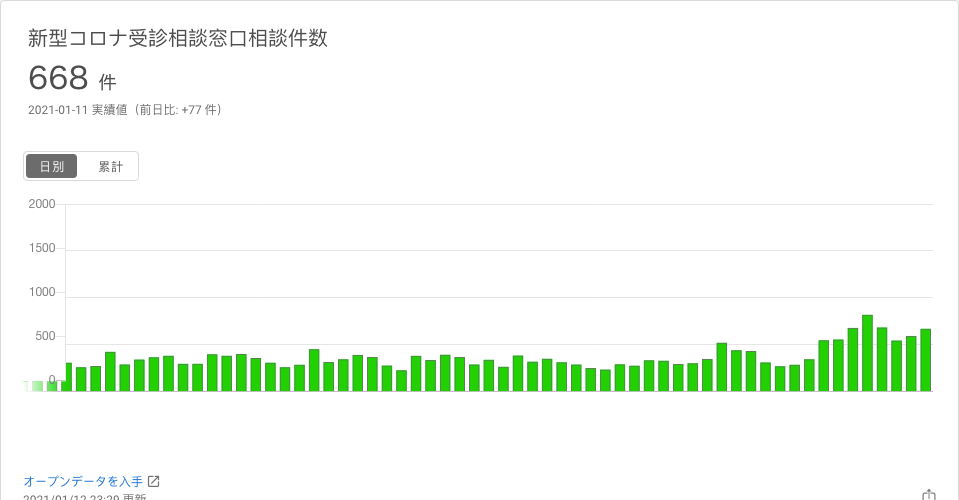 新型コロナ受診相談窓口相談件数
668 件
2021-01-11 実績値（前日比: +77 件）
日別 累計
2000
1500
1000
500
0
オープンデータを入手
2021/01/12 23:29 更新